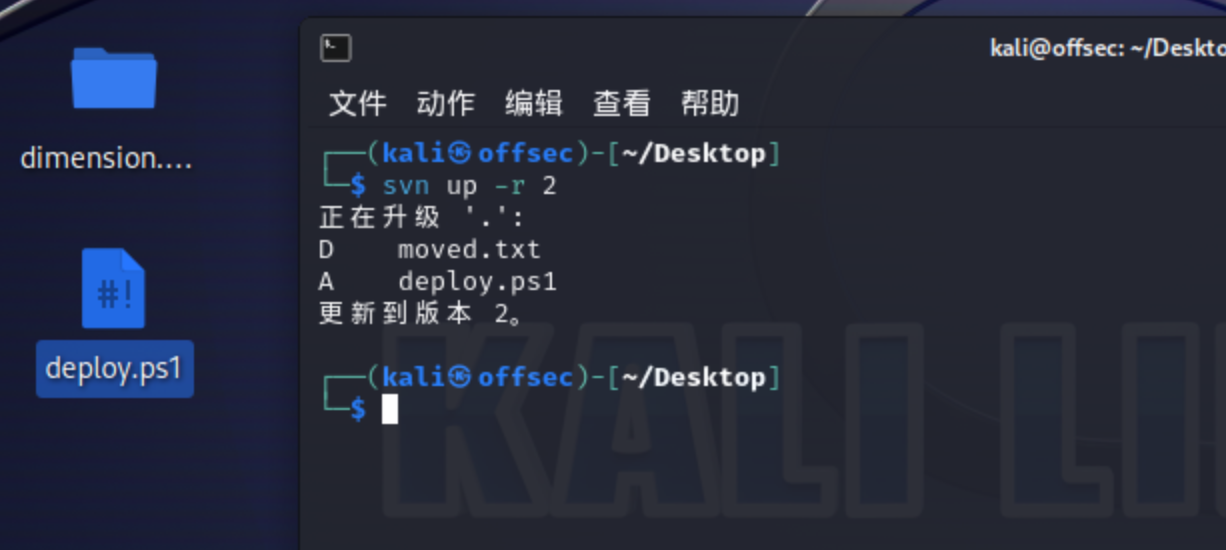 dimension....
deploy.ps1
kali@offsec: ~/Deskto
文件 动作 编辑 查看 帮助
┌──(kali㉿offsec)-[~/Desktop]
└─$ svn up -r 2
正在升级 '.':
D    moved.txt
A    deploy.ps1
更新到版本 2。
┌──(kali㉿offsec)-[~/Desktop]
└─$
KALI LI